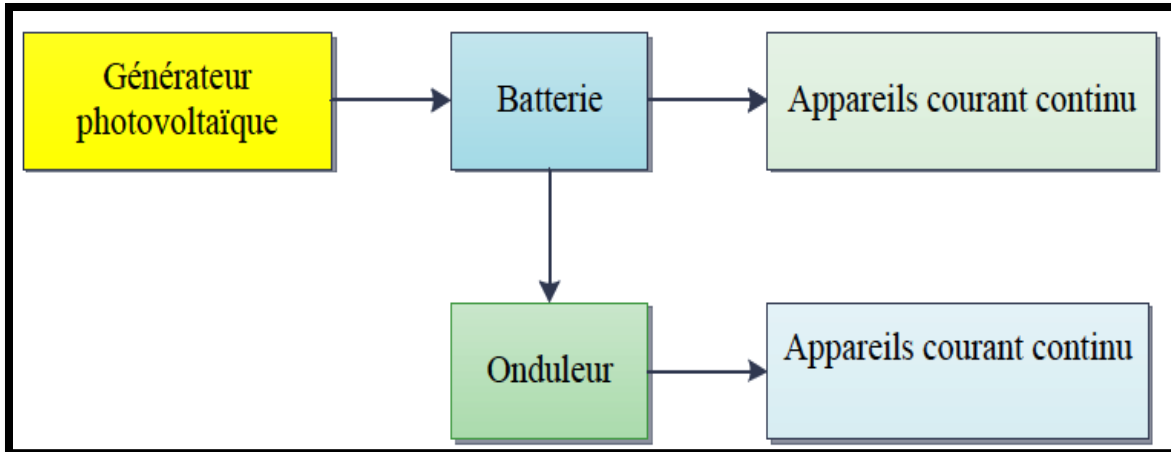 Générateur
photovoltaïque
Batterie
Appareils courant continu
Onduleur
Appareils courant continu